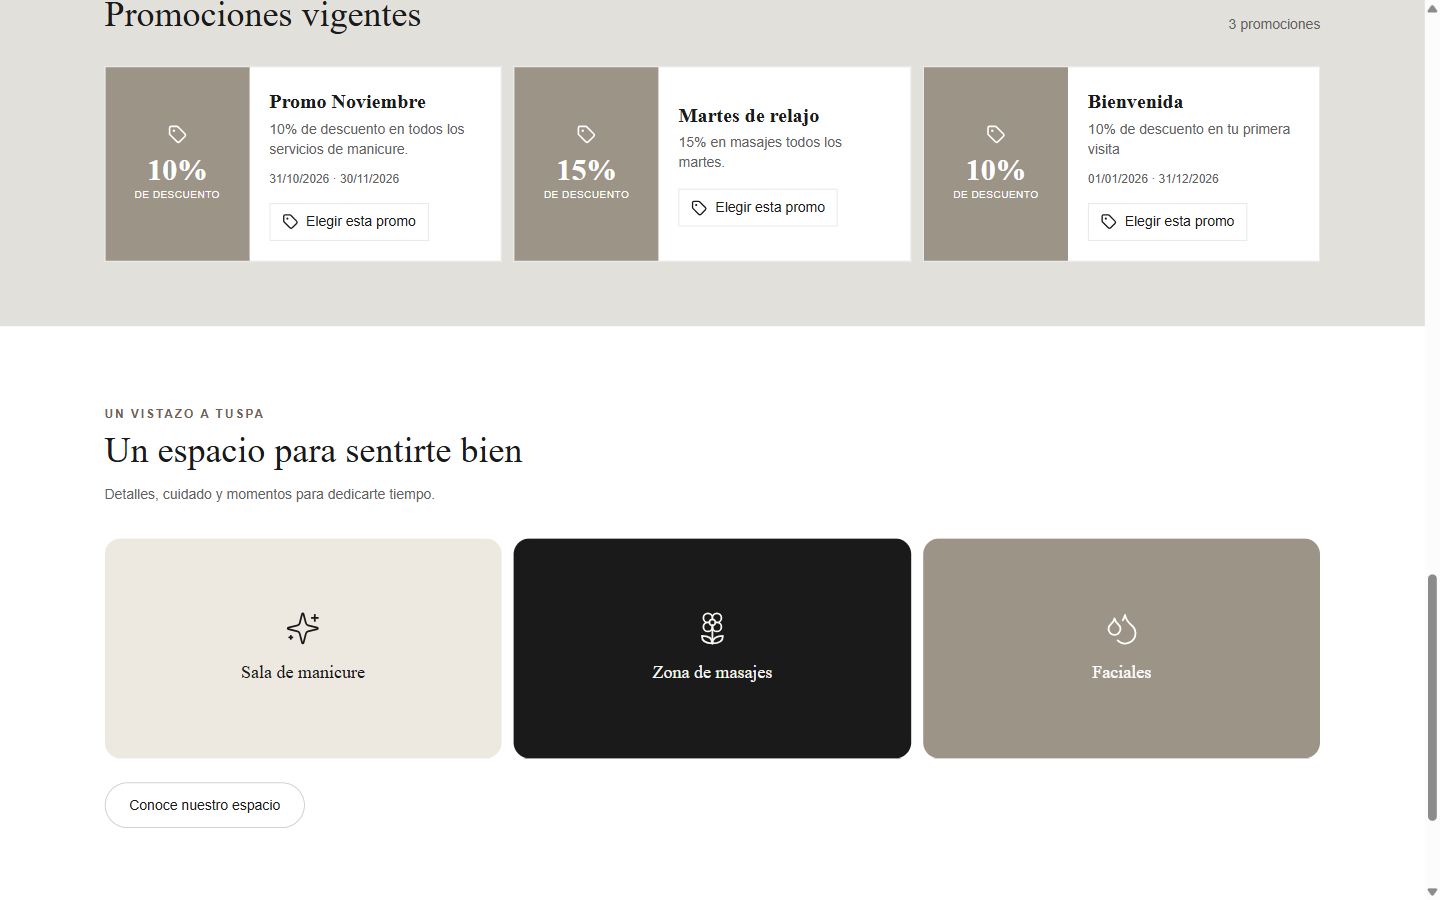 Promociones vigentes
3 promociones
10%
DE DESCUENTO
Promo Noviembre
10% de descuento en todos los
servicios de manicure.
31/10/2026 · 30/11/2026
Elegir esta promo
15%
DE DESCUENTO
Martes de relajo
15% en masajes todos los
martes.
Elegir esta promo
10%
DE DESCUENTO
Bienvenida
10% de descuento en tu primera
visita
01/01/2026 · 31/12/2026
Elegir esta promo
UN VISTAZO A TUSPA
Un espacio para sentirte bien
Detalles, cuidado y momentos para dedicarte tiempo.
Sala de manicure
Zona de masajes
Faciales
Conoce nuestro espacio